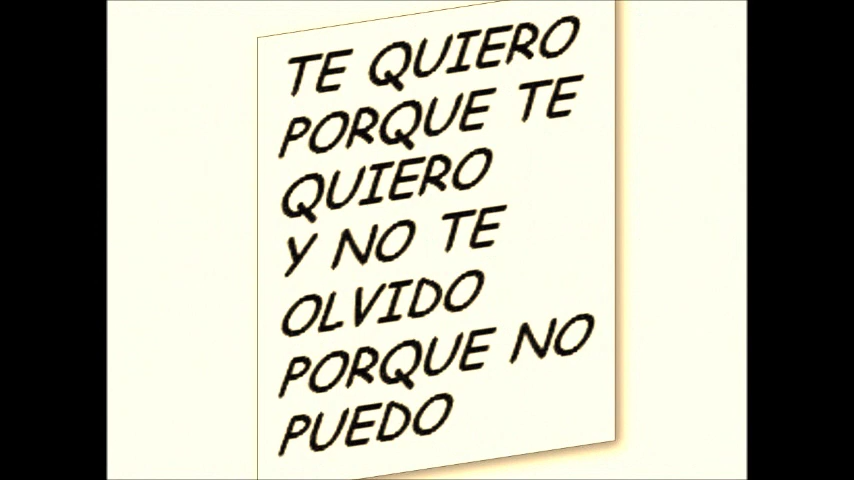 TE QUIERO
PORQUE TE
QUIERO
Y NO TE
OLVIDO
PORQUE NO
PUEDO